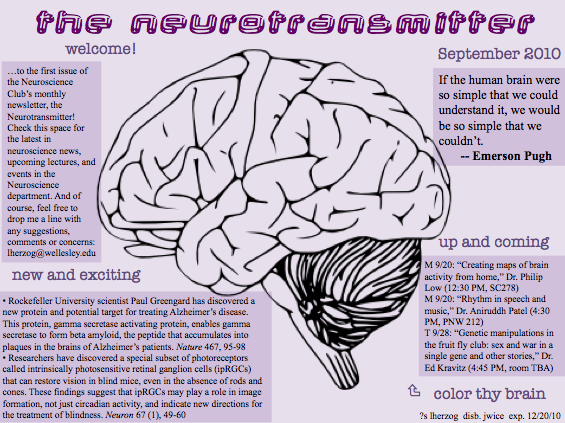 the neurotransmitter
welcome!
…to the first issue of
the Neuroscience
Club's monthly
newsletter, the
Neurotransmitter!
Check this space for
the latest in
neuroscience news,
upcoming lectures, and
events in the
Neuroscience
department. And of
course, feel free to
drop me a line with
any suggestions,
comments or concerns:
lherzog@wellesley.edu
September 2010
If the human brain were
so simple that we could
understand it, we would
be so simple that we
couldn't.
-- Emerson Pugh
new and exciting
• Rockefeller University scientist Paul Greengard has discovered a
new protein and potential target for treating Alzheimer's disease.
This protein, gamma secretase activating protein, enables gamma
secretase to form beta amyloid, the peptide that accumulates into
plaques in the brains of Alzheimer's patients. Nature 467, 95-98
• Researchers have discovered a special subset of photoreceptors
called intrinsically photosensitive retinal ganglion cells (ipRGCs)
that can restore vision in blind mice, even in the absence of rods and
cones. These findings suggest that ipRGCs may play a role in image
formation, not just circadian activity, and indicate new directions for
the treatment of blindness. Neuron 67 (1), 49-60
up and coming
M 9/20: "Creating maps of brain
activity from home," Dr. Philip
Low (12:30 PM, SC278)
M 9/20: "Rhythm in speech and
music," Dr. Aniruddh Patel (4:30
PM, PNW 212)
T 9/28: "Genetic manipulations in
the fruit fly club: sex and war in a
single gene and other stories," Dr.
Ed Kravitz (4:45 PM, room TBA)
color thy brain
?s lherzog disb. jwice exp. 12/20/10